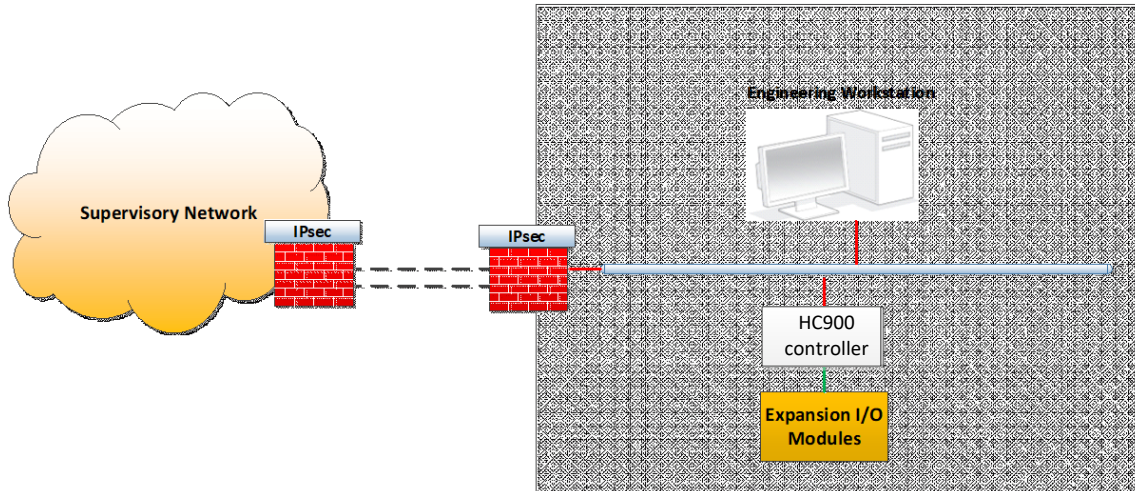 Engineering Workstation
Supervisory Network
IPsec
IPsec
HC900
controller
Expansion I/O
Modules